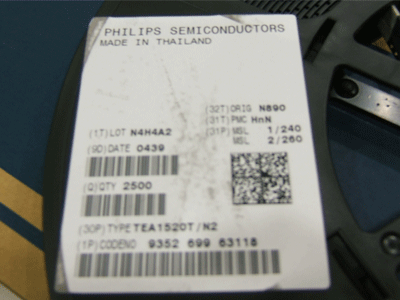 PHILIPS SEMICONDUCTORS
MADE IN THAILAND
(32T) ORIG N890
(31T) PMC HnN
(1T) LOT N4H4A2 (31P) MSL 1/240
MSL 2/260
(9D) DATE 0439
(Q) QTY 2500
(30P) TYPE TEA1520T/N2
(1P) CODENO 9352 699 63118